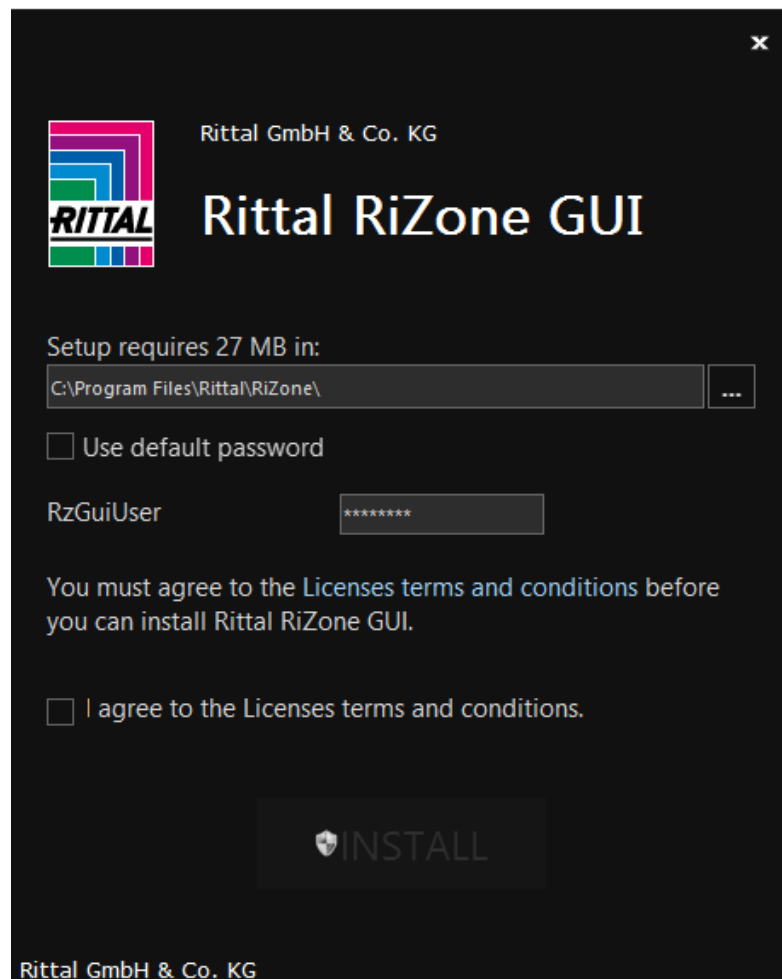 x
Rittal GmbH & Co. KG
RITTAL
Rittal RiZone GUI
Setup requires 27 MB in:
C:\Program Files\Rittal\RiZone\
...
Use default password
RzGuiUser
********
You must agree to the Licenses terms and conditions before
you can install Rittal RiZone GUI.
I agree to the Licenses terms and conditions.
INSTALL
Rittal GmbH & Co. KG